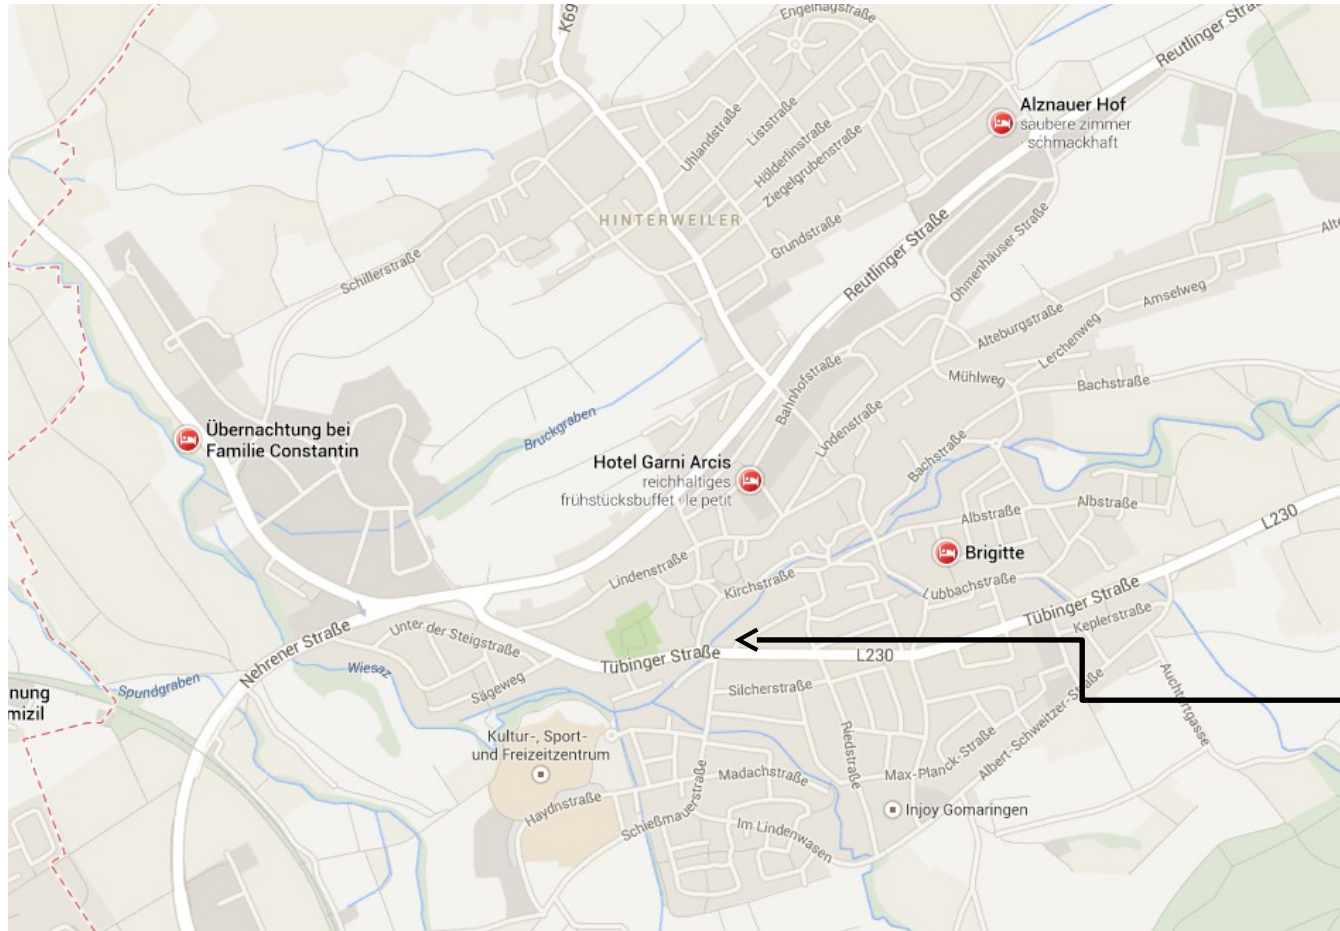 K69
Engelhagstraße
Reutlinger Stra
Alznauer Hof
saubere zimmer
· schmackhaft
Uhlandstraße
Liststraße
Hölderlinstraße
Ziegelgrubenstraße
HINTERWEILER
Grundstraße
Schillerstraße
Reutlinger Straße
Ohmenhäuser Straße
Alte
Amselweg
Alteburgstraße
Lerchenweg
Mühlweg
Bachstraße
Bahnhofstraße
Lindenstraße
Bachstraße
Bruckgraben
Übernachtung bei
Familie Constantin
Hotel Garni Arcis
reichhaltiges
frühstücksbuffet · le petit
Albstraße
Albstraße
L230
Brigitte
Lindenstraße
Kirchstraße
Lubbachstraße
Tübinger Straße
Keplerstraße
Nehrener Straße
Unter der Steigstraße
Tübinger Straße
L230
Wiesaz
Sägeweg
Silcherstraße
Auchtertgasse
Spundgraben
nung
mizil
Kultur-, Sport-
und Freizeitzentrum
Riedstraße
Albert-Schweitzer-Straße
Max-Planck-Straße
Madachstraße
Haydnstraße
Schießmauerstraße
Im Lindenwasen
Injoy Gomaringen